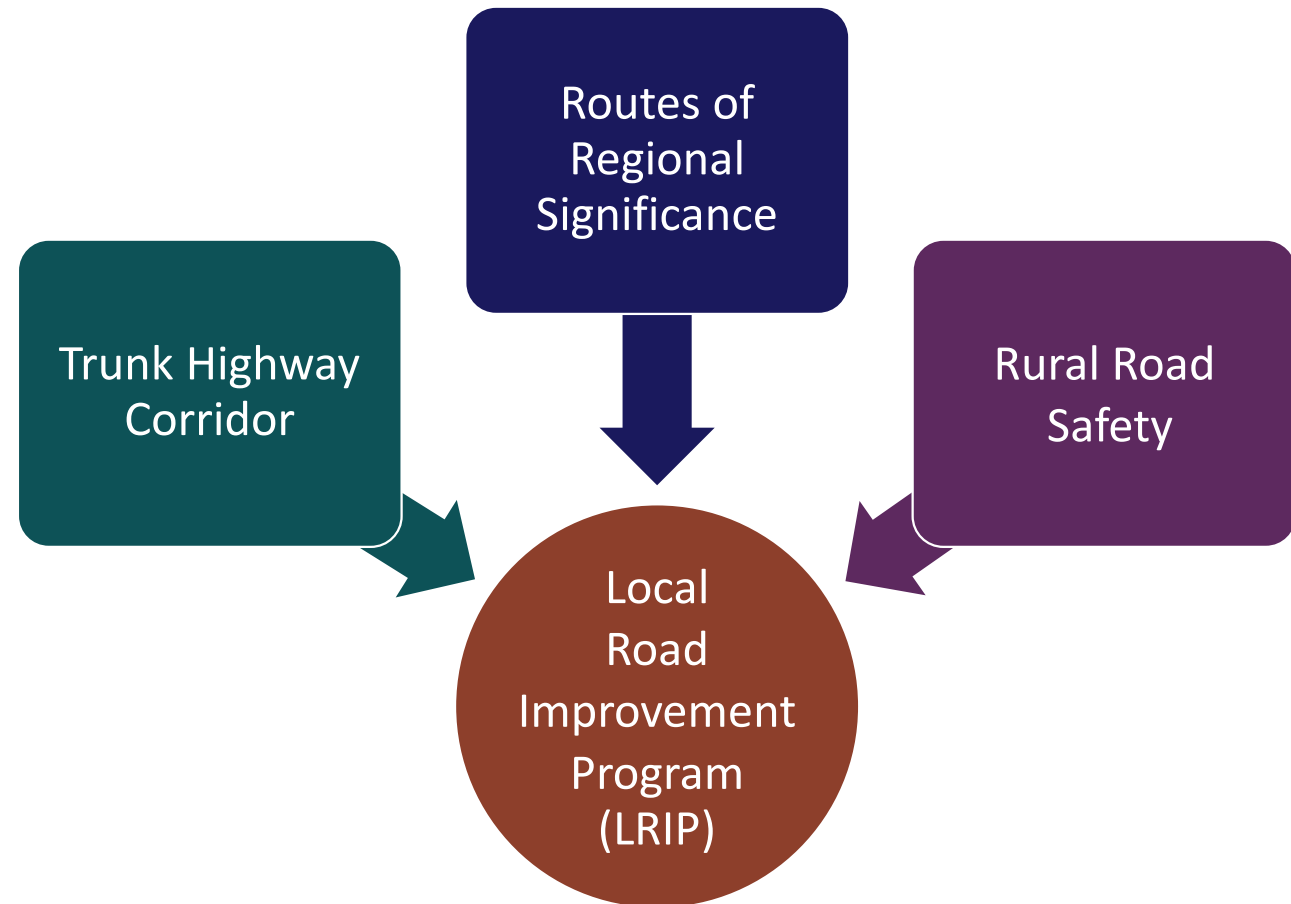 Routes of
Regional
Significance
Trunk Highway
Corridor
Rural Road
Safety
Local
Road
Improvement
Program
(LRIP)